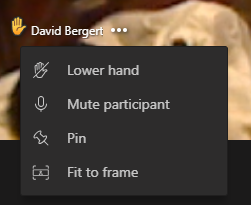 David Bergert •••
Lower hand
Mute participant
Pin
Fit to frame